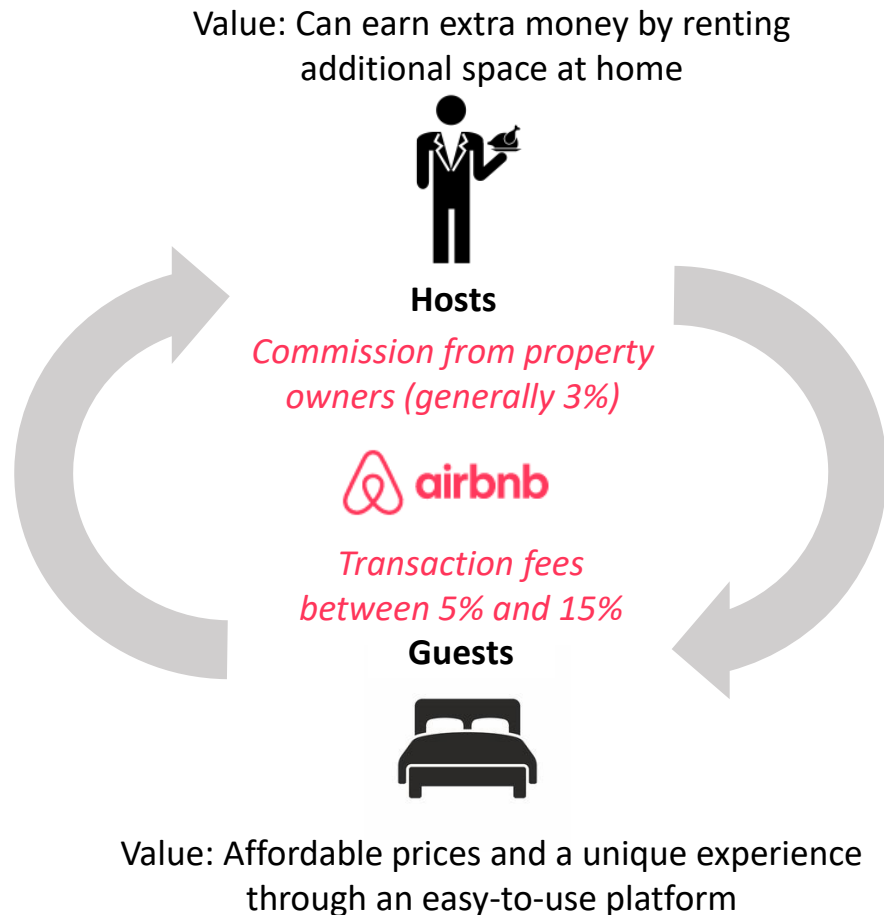 Value: Can earn extra money by renting
additional space at home
Hosts
Commission from property
owners (generally 3%)
airbnb
Transaction fees
between 5% and 15%
Guests
Value: Affordable prices and a unique experience
through an easy-to-use platform